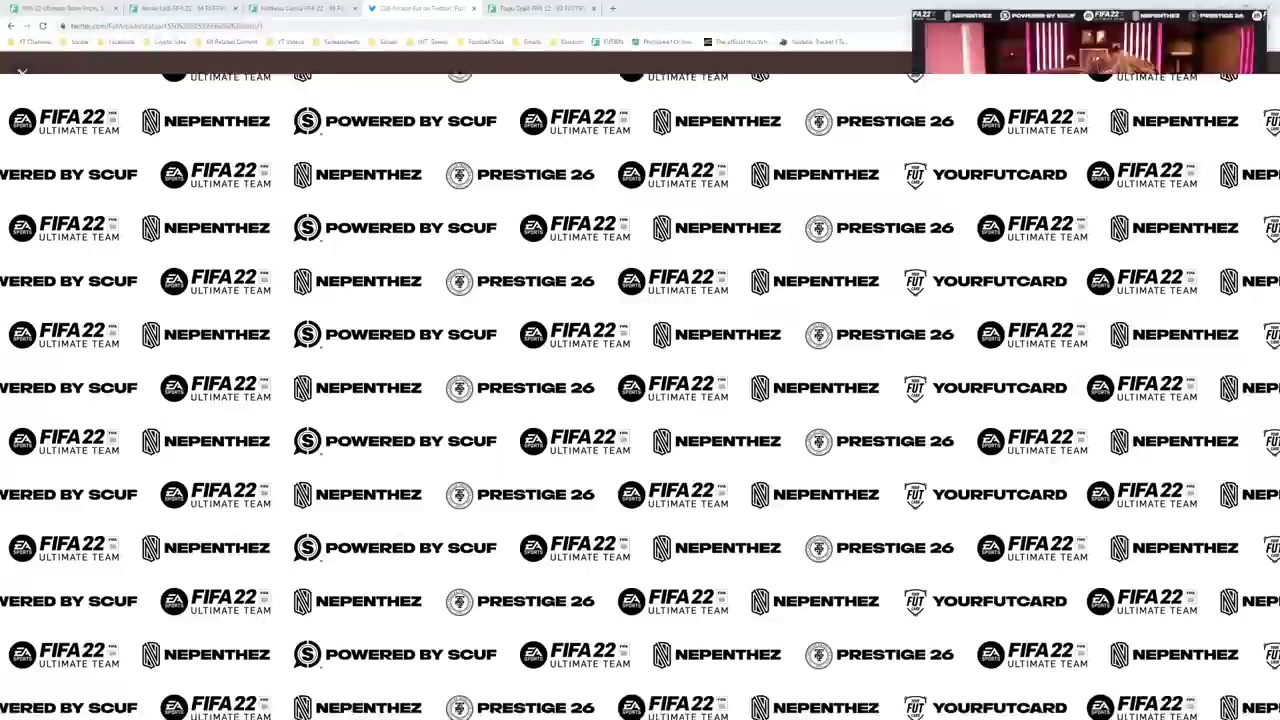 FIFA 22 ULTIMATE TEAM NEPENTHEZ POWERED BY SCUF FIFA 22 ULTIMATE TEAM NEPENTHEZ PRESTIGE 26 FIFA 22 ULTIMATE TEAM NEPENTHEZ
WERED BY SCUF FIFA 22 ULTIMATE TEAM NEPENTHEZ PRESTIGE 26 FIFA 22 ULTIMATE TEAM NEPENTHEZ YOURFUTCARD FIFA 22 ULTIMATE TEAM NEP
FIFA 22 ULTIMATE TEAM NEPENTHEZ POWERED BY SCUF FIFA 22 ULTIMATE TEAM NEPENTHEZ PRESTIGE 26 FIFA 22 ULTIMATE TEAM NEPENTHEZ
WERED BY SCUF FIFA 22 ULTIMATE TEAM NEPENTHEZ PRESTIGE 26 FIFA 22 ULTIMATE TEAM NEPENTHEZ YOURFUTCARD FIFA 22 ULTIMATE TEAM NEP
FIFA 22 ULTIMATE TEAM NEPENTHEZ POWERED BY SCUF FIFA 22 ULTIMATE TEAM NEPENTHEZ PRESTIGE 26 FIFA 22 ULTIMATE TEAM NEPENTHEZ
WERED BY SCUF FIFA 22 ULTIMATE TEAM NEPENTHEZ PRESTIGE 26 FIFA 22 ULTIMATE TEAM NEPENTHEZ YOURFUTCARD FIFA 22 ULTIMATE TEAM NEP
FIFA 22 ULTIMATE TEAM NEPENTHEZ POWERED BY SCUF FIFA 22 ULTIMATE TEAM NEPENTHEZ PRESTIGE 26 FIFA 22 ULTIMATE TEAM NEPENTHEZ
WERED BY SCUF FIFA 22 ULTIMATE TEAM NEPENTHEZ PRESTIGE 26 FIFA 22 ULTIMATE TEAM NEPENTHEZ YOURFUTCARD FIFA 22 ULTIMATE TEAM NEP
FIFA 22 ULTIMATE TEAM NEPENTHEZ POWERED BY SCUF FIFA 22 ULTIMATE TEAM NEPENTHEZ PRESTIGE 26 FIFA 22 ULTIMATE TEAM NEPENTHEZ
WERED BY SCUF FIFA 22 ULTIMATE TEAM NEPENTHEZ PRESTIGE 26 FIFA 22 ULTIMATE TEAM NEPENTHEZ YOURFUTCARD FIFA 22 ULTIMATE TEAM NEP
FIFA 22 ULTIMATE TEAM NEPENTHEZ POWERED BY SCUF FIFA 22 ULTIMATE TEAM NEPENTHEZ PRESTIGE 26 FIFA 22 ULTIMATE TEAM NEPENTHEZ
WERED BY SCUF FIFA 22 ULTIMATE TEAM NEPENTHEZ PRESTIGE 26 FIFA 22 ULTIMATE TEAM NEPENTHEZ YOURFUTCARD FIFA 22 ULTIMATE TEAM NEP